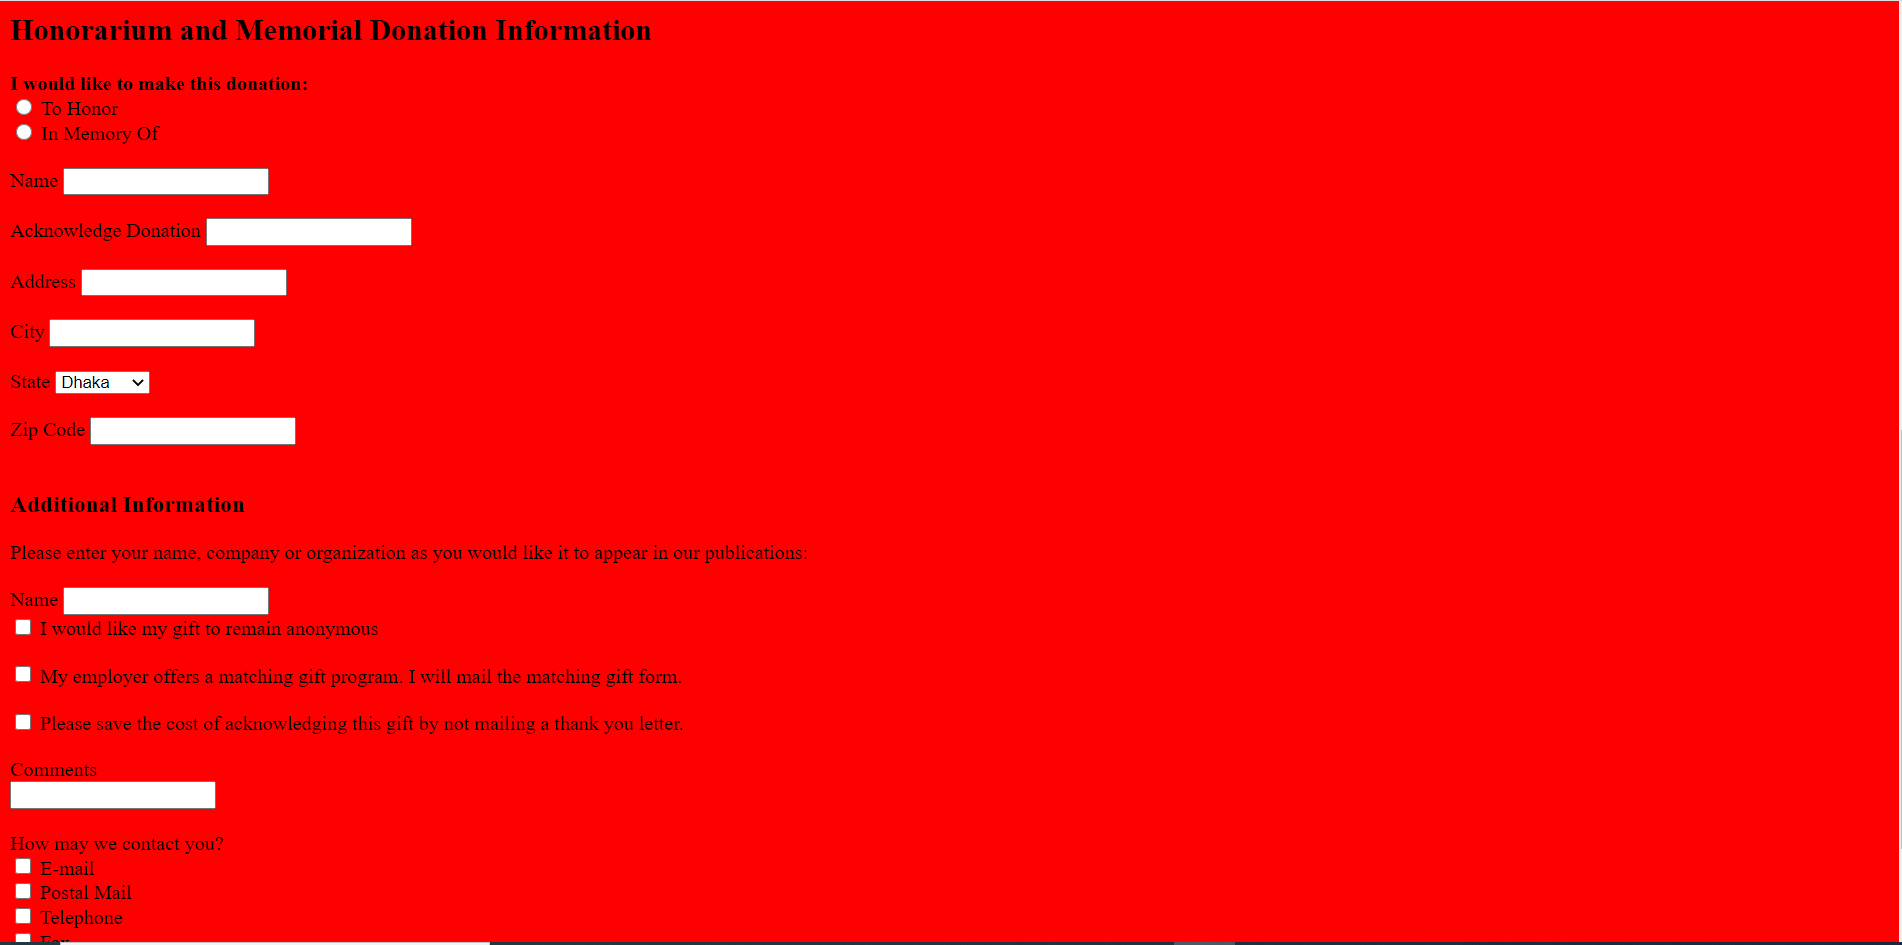 Honorarium and Memorial Donation Information
I would like to make this donation:
To Honor
In Memory Of
Name
Acknowledge Donation
Address
City
State Dhaka
Zip Code
Additional Information
Please enter your name, company or organization as you would like it to appear in our publications:
Name
I would like my gift to remain anonymous
My employer offers a matching gift program. I will mail the matching gift form.
Please save the cost of acknowledging this gift by not mailing a thank you letter.
Comments
How may we contact you?
E-mail
Postal Mail
Telephone
Fax